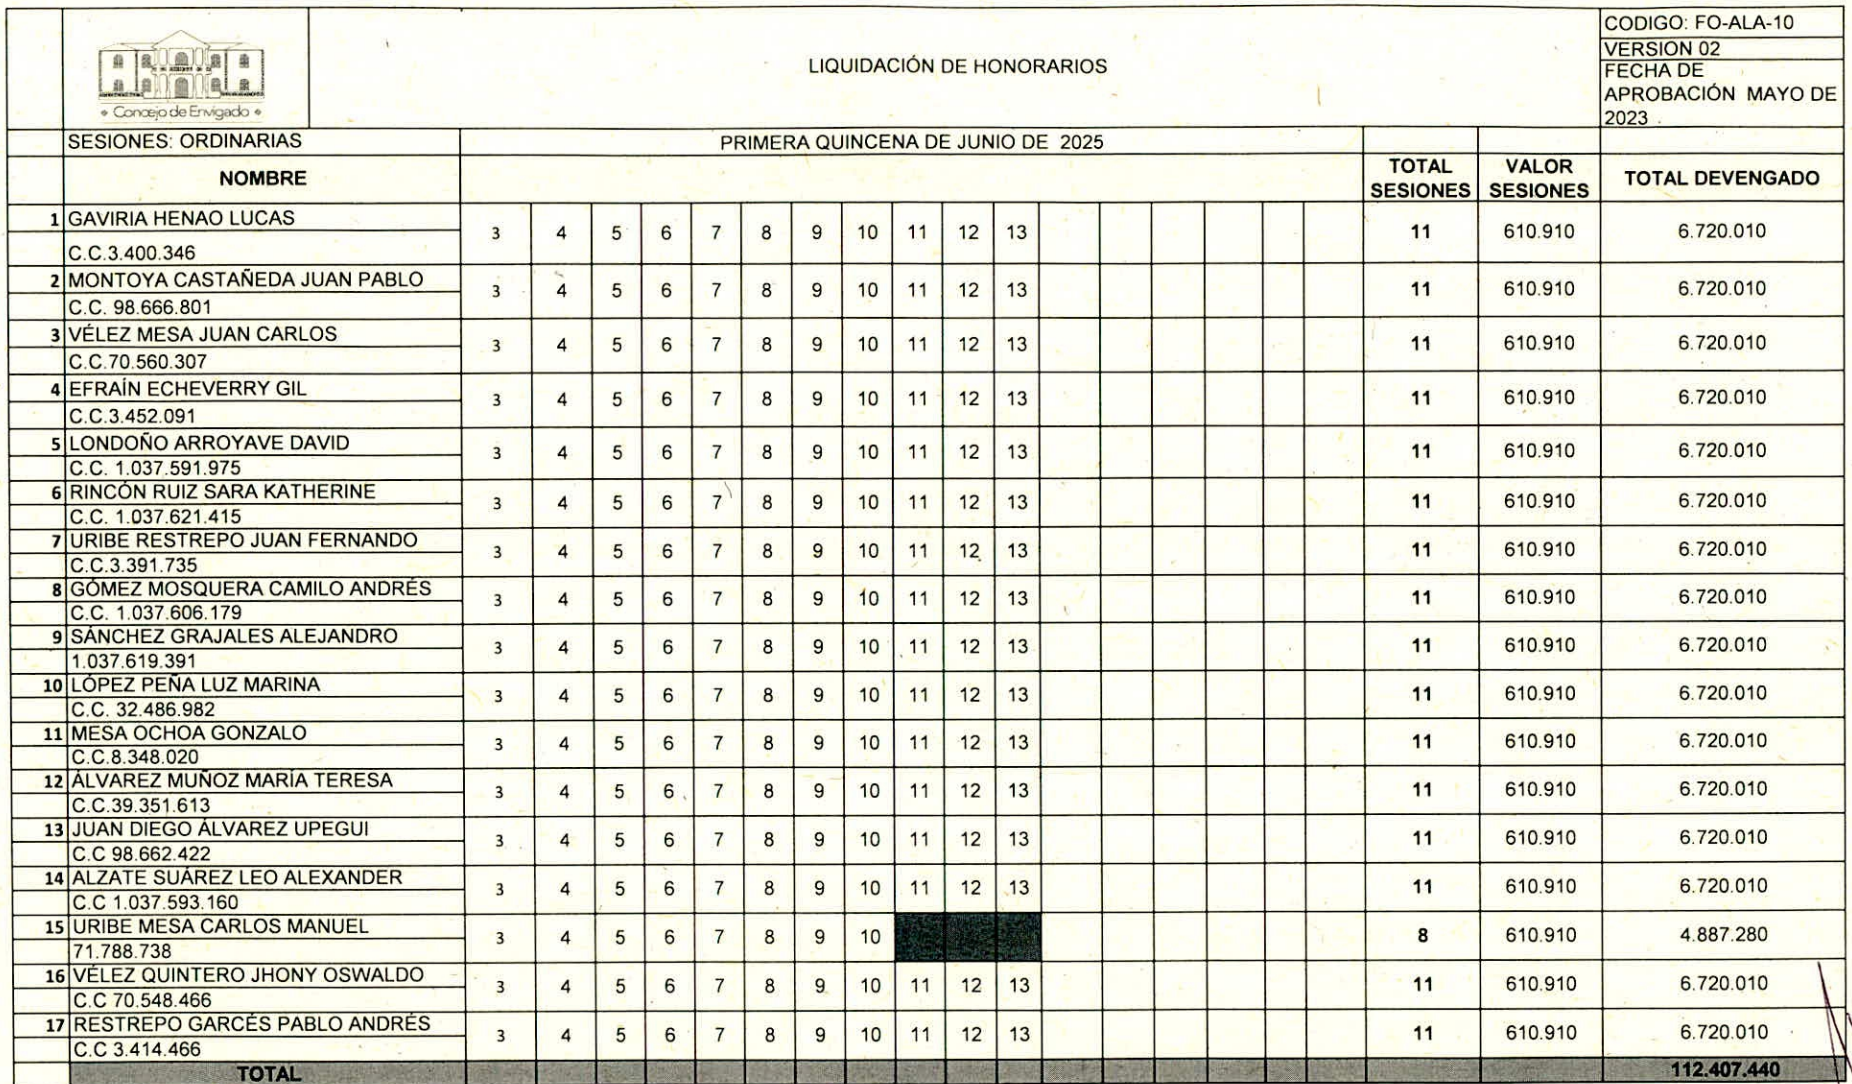 CODIGO: FO-ALA-10
VERSION 02
FECHA DE
APROBACIÓN MAYO DE
2023
LIQUIDACIÓN DE HONORARIOS
Concejo de Envigado
SESIONES: ORDINARIAS PRIMERA QUINCENA DE JUNIO DE 2025
NOMBRE TOTAL SESIONES VALOR SESIONES TOTAL DEVENGADO
1 GAVIRIA HENAO LUCAS
C.C.3.400.346
3 4 5 6 7 8 9 10 11 12 13 11 610.910 6.720.010
2 MONTOYA CASTAÑEDA JUAN PABLO
C.C. 98.666.801
3 4 5 6 7 8 9 10 11 12 13 11 610.910 6.720.010
3 VÉLEZ MESA JUAN CARLOS
C.C.70.560.307
3 4 5 6 7 8 9 10 11 12 13 11 610.910 6.720.010
4 EFRAÍN ECHEVERRY GIL
C.C.3.452.091
3 4 5 6 7 8 9 10 11 12 13 11 610.910 6.720.010
5 LONDOÑO ARROYAVE DAVID
C.C. 1.037.591.975
3 4 5 6 7 8 9 10 11 12 13 11 610.910 6.720.010
6 RINCÓN RUIZ SARA KATHERINE
C.C. 1.037.621.415
3 4 5 6 7 8 9 10 11 12 13 11 610.910 6.720.010
7 URIBE RESTREPO JUAN FERNANDO
C.C.3.391.735
3 4 5 6 7 8 9 10 11 12 13 11 610.910 6.720.010
8 GÓMEZ MOSQUERA CAMILO ANDRÉS
C.C. 1.037.606.179
3 4 5 6 7 8 9 10 11 12 13 11 610.910 6.720.010
9 SÁNCHEZ GRAJALES ALEJANDRO
1.037.619.391
3 4 5 6 7 8 9 10 11 12 13 11 610.910 6.720.010
10 LÓPEZ PEÑA LUZ MARINA
C.C. 32.486.982
3 4 5 6 7 8 9 10 11 12 13 11 610.910 6.720.010
11 MESA OCHOA GONZALO
C.C.8.348.020
3 4 5 6 7 8 9 10 11 12 13 11 610.910 6.720.010
12 ÁLVAREZ MUÑOZ MARÍA TERESA
C.C.39.351.613
3 4 5 6 7 8 9 10 11 12 13 11 610.910 6.720.010
13 JUAN DIEGO ÁLVAREZ UPEGUI
C.C 98.662.422
3 4 5 6 7 8 9 10 11 12 13 11 610.910 6.720.010
14 ALZATE SUÁREZ LEO ALEXANDER
C.C 1.037.593.160
3 4 5 6 7 8 9 10 11 12 13 11 610.910 6.720.010
15 URIBE MESA CARLOS MANUEL
71.788.738
3 4 5 6 7 8 9 10 8 610.910 4.887.280
16 VÉLEZ QUINTERO JHONY OSWALDO
C.C 70.548.466
3 4 5 6 7 8 9 10 11 12 13 11 610.910 6.720.010
17 RESTREPO GARCÉS PABLO ANDRÉS
C.C 3.414.466
3 4 5 6 7 8 9 10 11 12 13 11 610.910 6.720.010
TOTAL 112.407.440